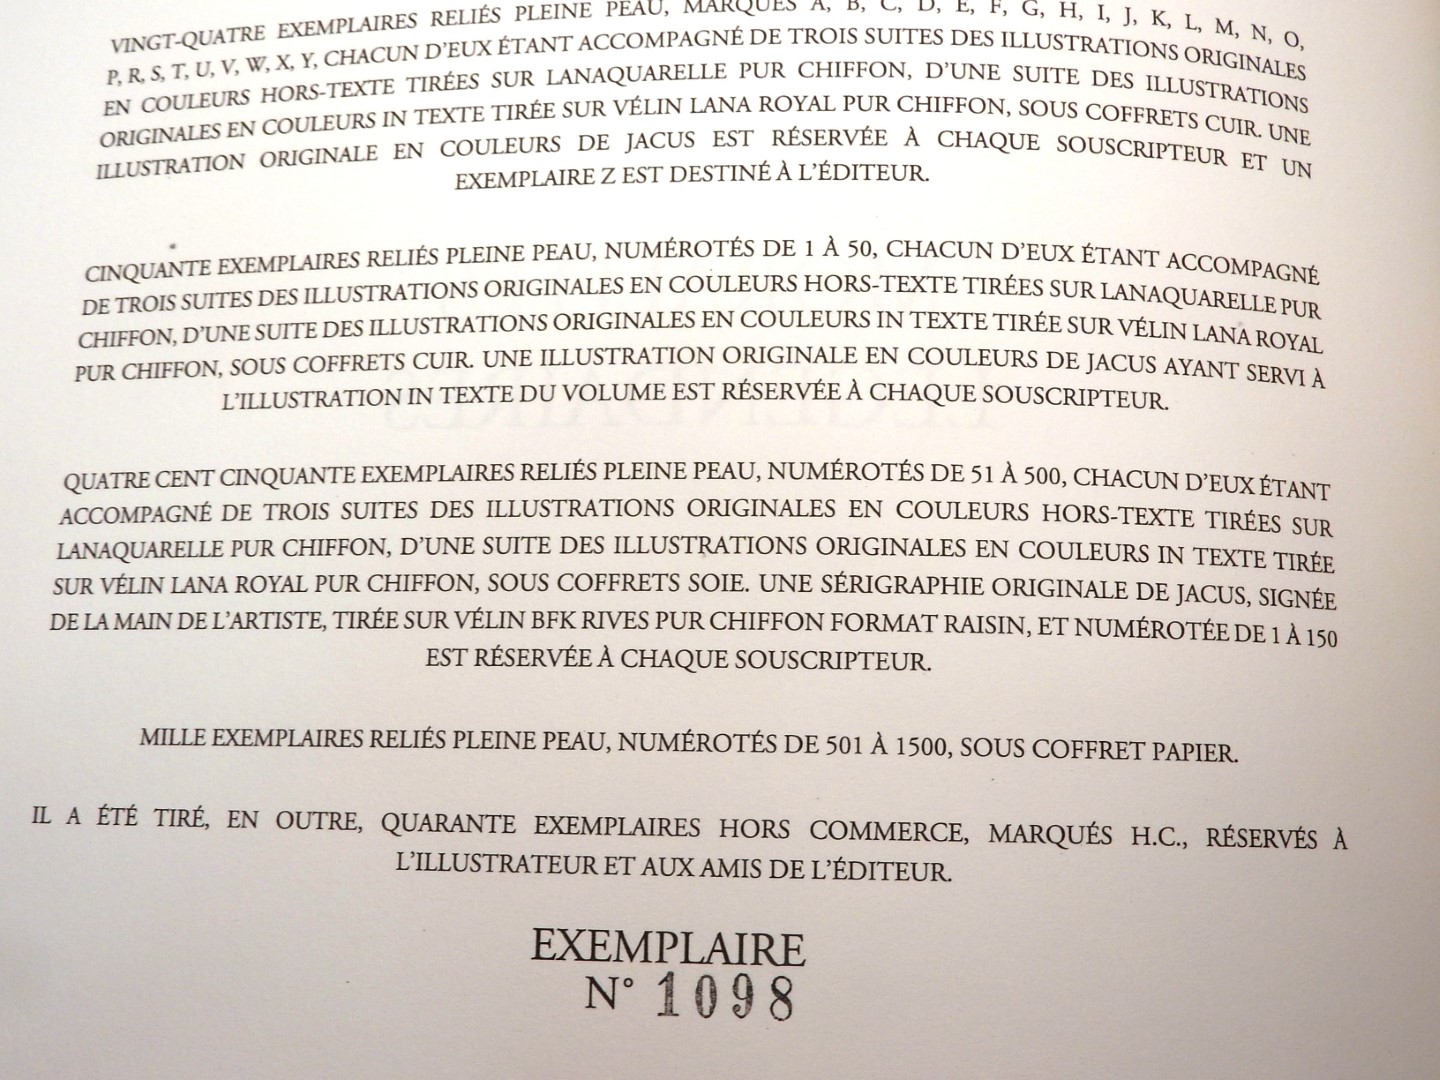 VINGT-QUATRE EXEMPLAIRES RELIÉS PLEINE PEAU, MARQUÉS A, B, C, D, E, F, G, H, I, J, K, L, M, N, O,
P, R, S, T, U, V, W, X, Y, CHACUN D'EUX ÉTANT ACCOMPAGNÉ DE TROIS SUITES DES ILLUSTRATIONS ORIGINALES
EN COULEURS HORS-TEXTE TIRÉES SUR LANAQUARELLE PUR CHIFFON, D'UNE SUITE DES ILLUSTRATIONS
ORIGINALES EN COULEURS IN TEXTE TIRÉE SUR VÉLIN LANA ROYAL PUR CHIFFON, SOUS COFFRETS CUIR. UNE
ILLUSTRATION ORIGINALE EN COULEURS DE JACUS EST RÉSERVÉE À CHAQUE SOUSCRIPTEUR ET UN
EXEMPLAIRE Z EST DESTINÉ À L'ÉDITEUR.
CINQUANTE EXEMPLAIRES RELIÉS PLEINE PEAU, NUMÉROTÉS DE 1 À 50, CHACUN D'EUX ÉTANT ACCOMPAGNÉ
DE TROIS SUITES DES ILLUSTRATIONS ORIGINALES EN COULEURS HORS-TEXTE TIRÉES SUR LANAQUARELLE PUR
CHIFFON, D'UNE SUITE DES ILLUSTRATIONS ORIGINALES EN COULEURS IN TEXTE TIRÉE SUR VÉLIN LANA ROYAL
PUR CHIFFON, SOUS COFFRETS CUIR. UNE ILLUSTRATION ORIGINALE EN COULEURS DE JACUS AYANT SERVI À
L'ILLUSTRATION IN TEXTE DU VOLUME EST RÉSERVÉE À CHAQUE SOUSCRIPTEUR.
QUATRE CENT CINQUANTE EXEMPLAIRES RELIÉS PLEINE PEAU, NUMÉROTÉS DE 51 À 500, CHACUN D'EUX ÉTANT
ACCOMPAGNÉ DE TROIS SUITES DES ILLUSTRATIONS ORIGINALES EN COULEURS HORS-TEXTE TIRÉES SUR
LANAQUARELLE PUR CHIFFON, D'UNE SUITE DES ILLUSTRATIONS ORIGINALES EN COULEURS IN TEXTE TIRÉE
SUR VÉLIN LANA ROYAL PUR CHIFFON, SOUS COFFRETS SOIE. UNE SÉRIGRAPHIE ORIGINALE DE JACUS, SIGNÉE
DE LA MAIN DE L'ARTISTE, TIRÉE SUR VÉLIN BFK RIVES PUR CHIFFON FORMAT RAISIN, ET NUMÉROTÉE DE 1 À 150
EST RÉSERVÉE À CHAQUE SOUSCRIPTEUR.
MILLE EXEMPLAIRES RELIÉS PLEINE PEAU, NUMÉROTÉS DE 501 À 1500, SOUS COFFRET PAPIER.
IL A ÉTÉ TIRÉ, EN OUTRE, QUARANTE EXEMPLAIRES HORS COMMERCE, MARQUÉS H.C., RÉSERVÉS À
L'ILLUSTRATEUR ET AUX AMIS DE L'ÉDITEUR.
EXEMPLAIRE
N° 1098